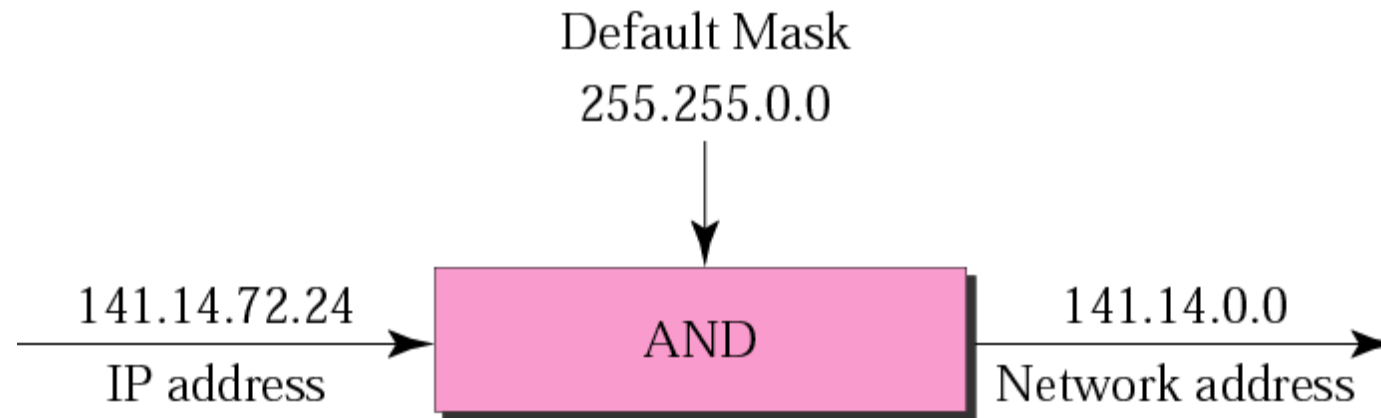 Default Mask
255.255.0.0
141.14.72.24
IP address
AND
141.14.0.0
Network address